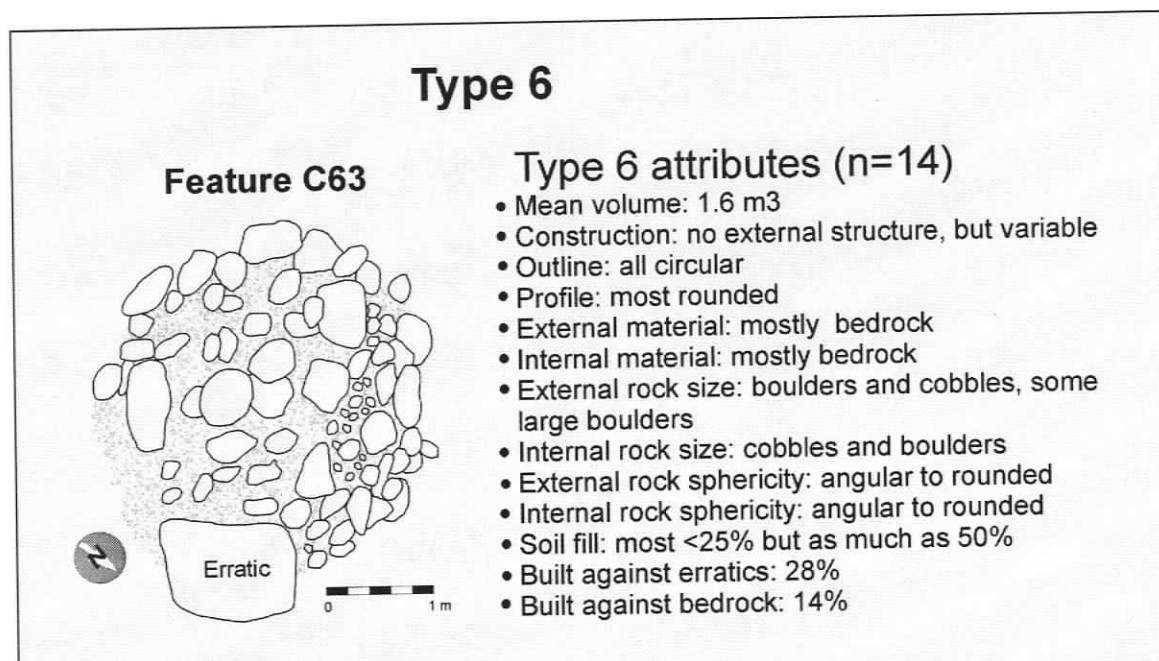 Type 6
Feature C63
Type 6 attributes (n=14)
• Mean volume: 1.6 m3
• Construction: no external structure, but variable
• Outline: all circular
• Profile: most rounded
• External material: mostly bedrock
• Internal material: mostly bedrock
• External rock size: boulders and cobbles, some
large boulders
• Internal rock size: cobbles and boulders
• External rock sphericity: angular to rounded
• Internal rock sphericity: angular to rounded
• Soil fill: most <25% but as much as 50%
• Built against erratics: 28%
• Built against bedrock: 14%
N
Erratic
0 1 m